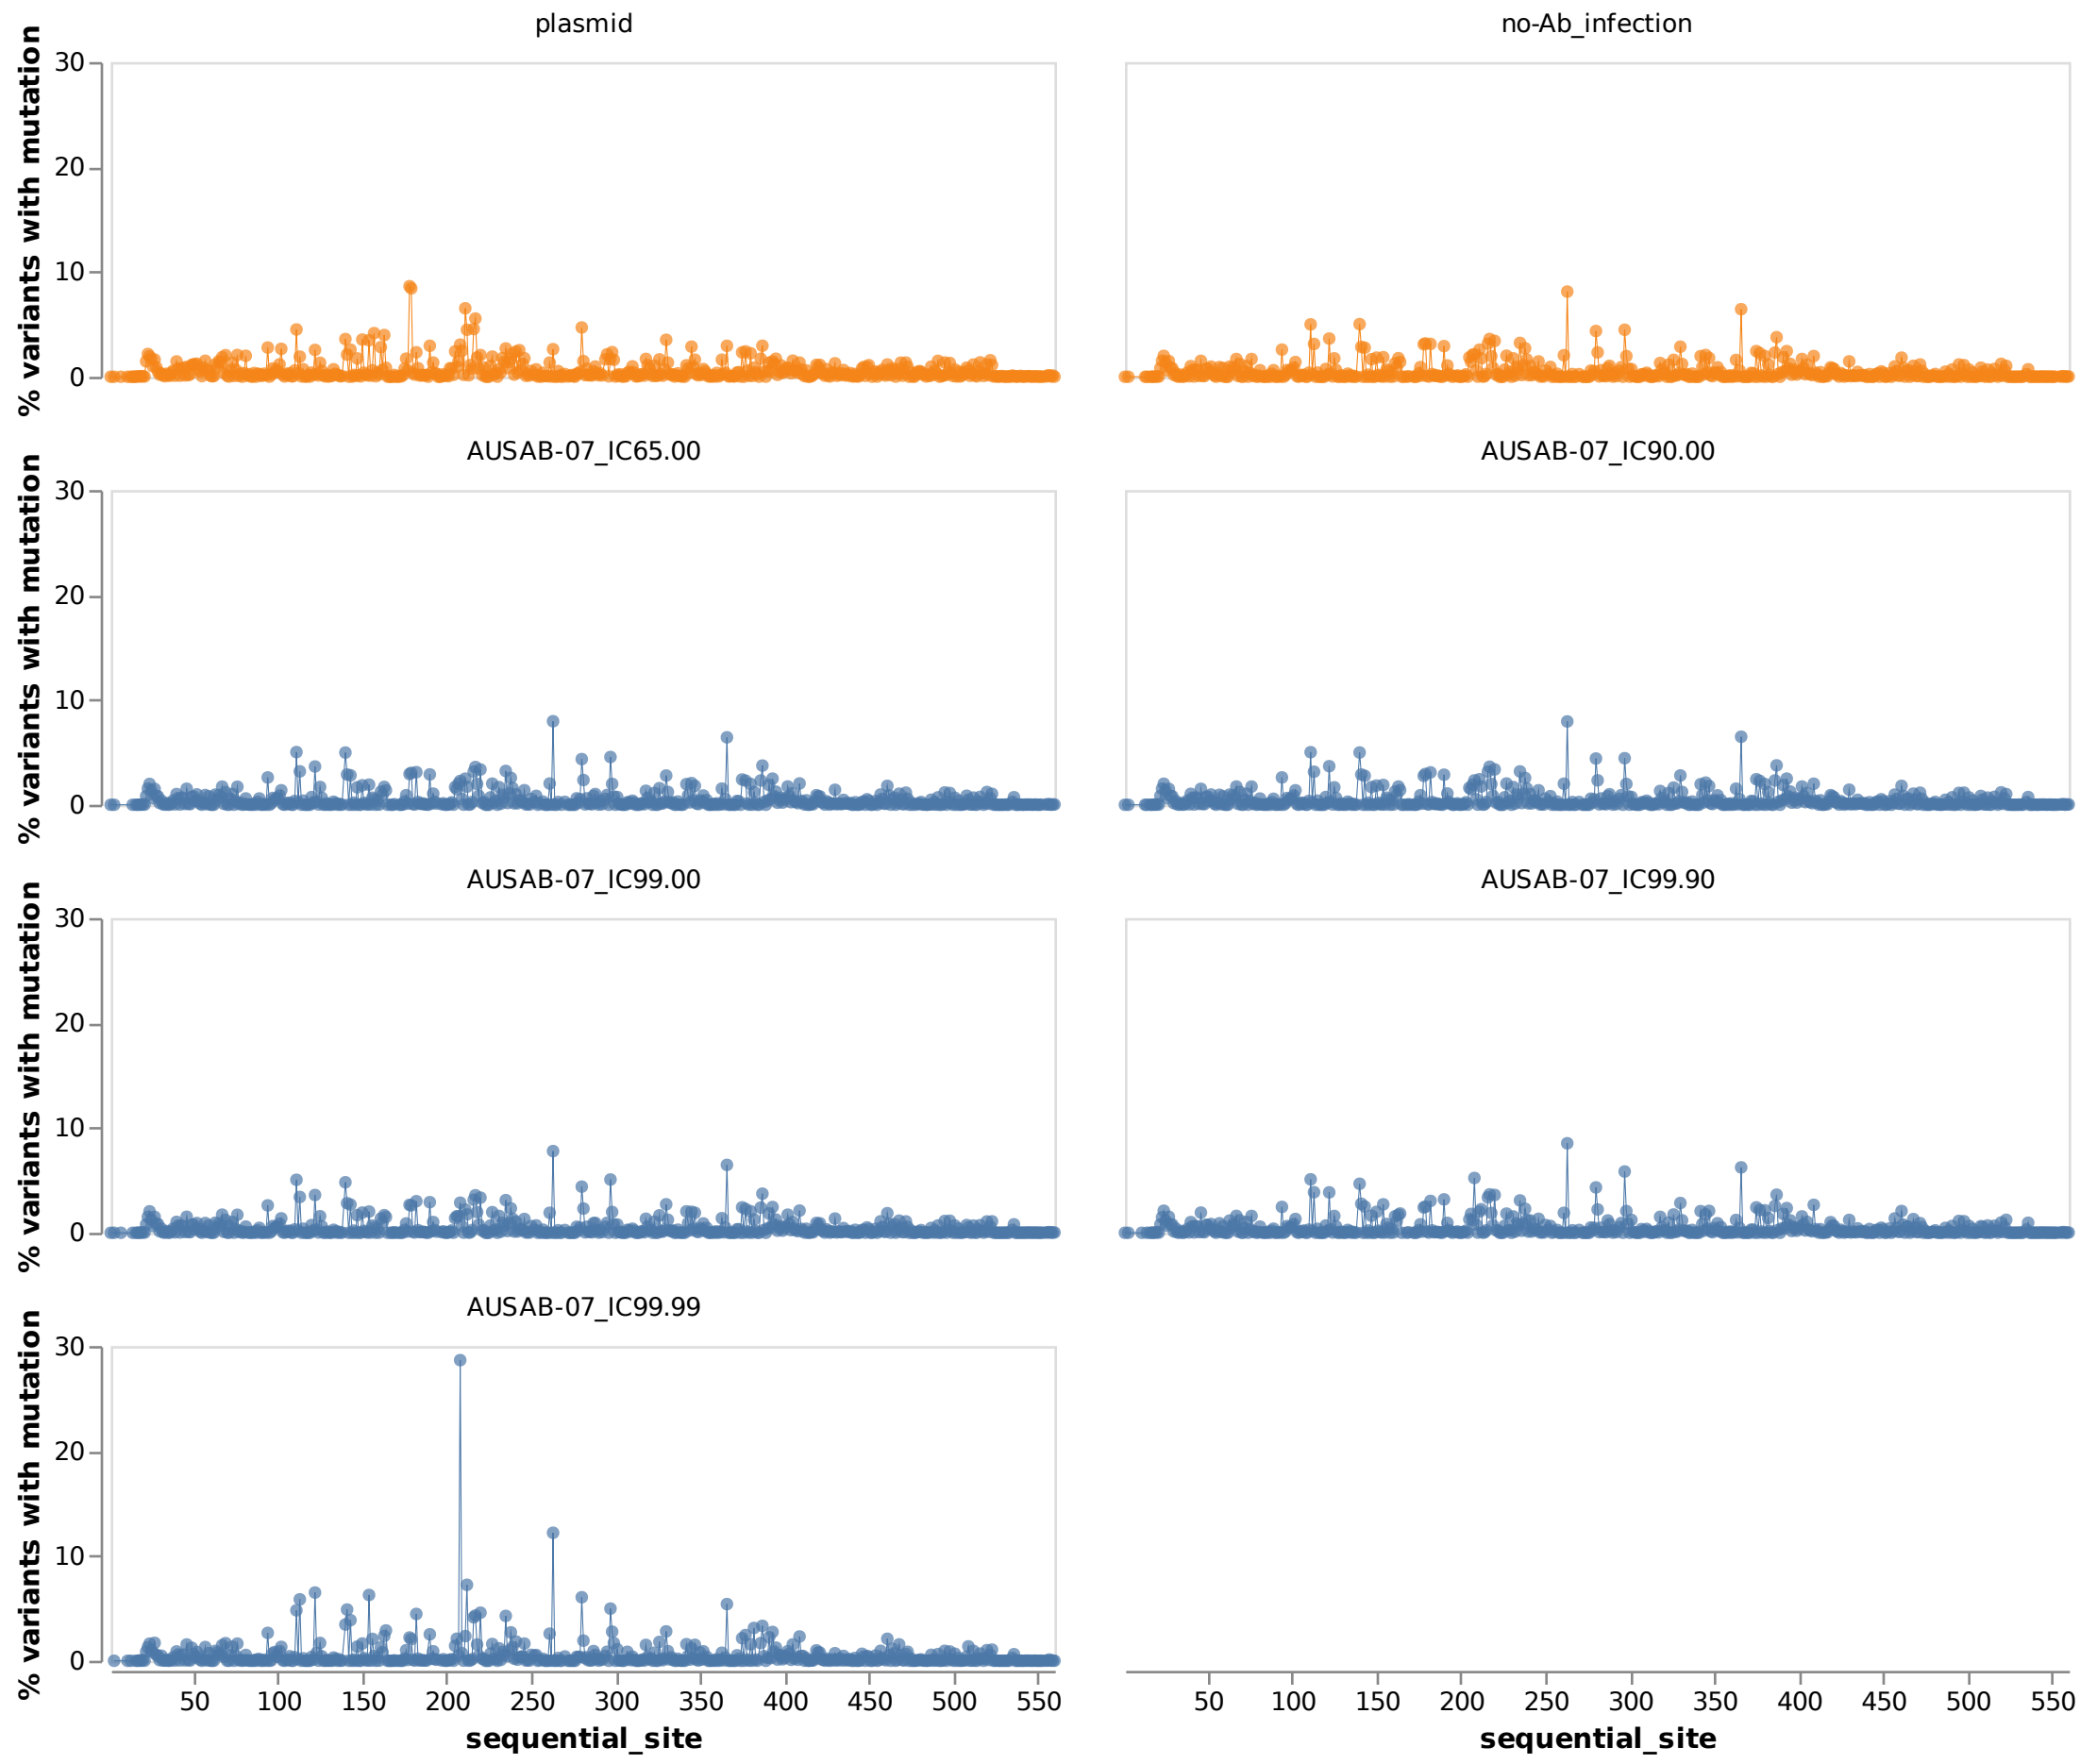 plasmid
no-Ab_infection
% variants with mutation
30
20
10
0
AUSAB-07_IC65.00
AUSAB-07_IC90.00
% variants with mutation
30
20
10
0
AUSAB-07_IC99.00
AUSAB-07_IC99.90
% variants with mutation
30
20
10
0
AUSAB-07_IC99.99
% variants with mutation
30
20
10
0
50 100 150 200 250 300 350 400 450 500 550
50 100 150 200 250 300 350 400 450 500 550
sequential_site
sequential_site